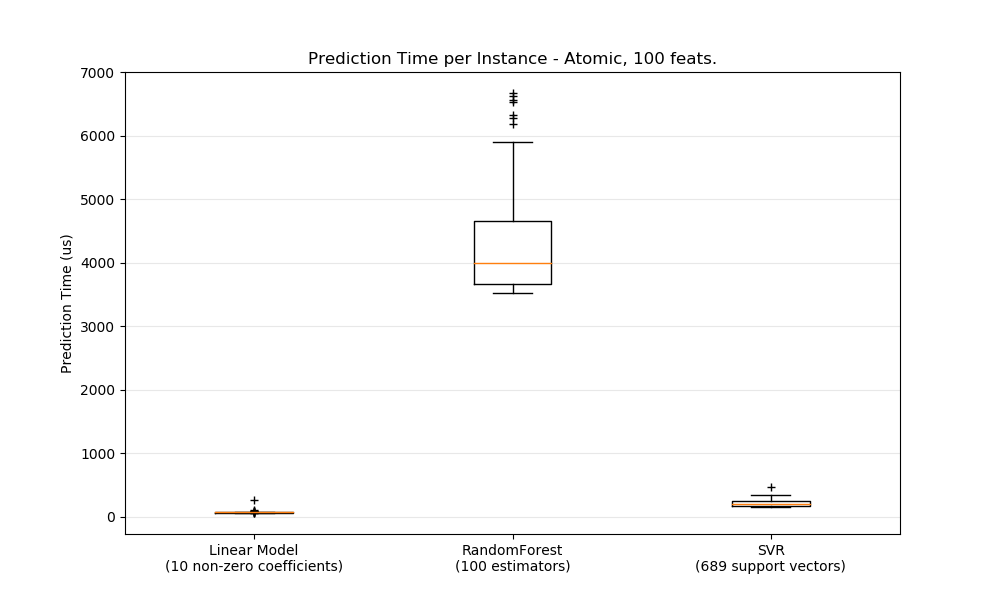 Prediction Time per Instance - Atomic, 100 feats.
Prediction Time (us)
7000
6000
5000
4000
3000
2000
1000
0
Linear Model
(10 non-zero coefficients)
RandomForest
(100 estimators)
SVR
(689 support vectors)